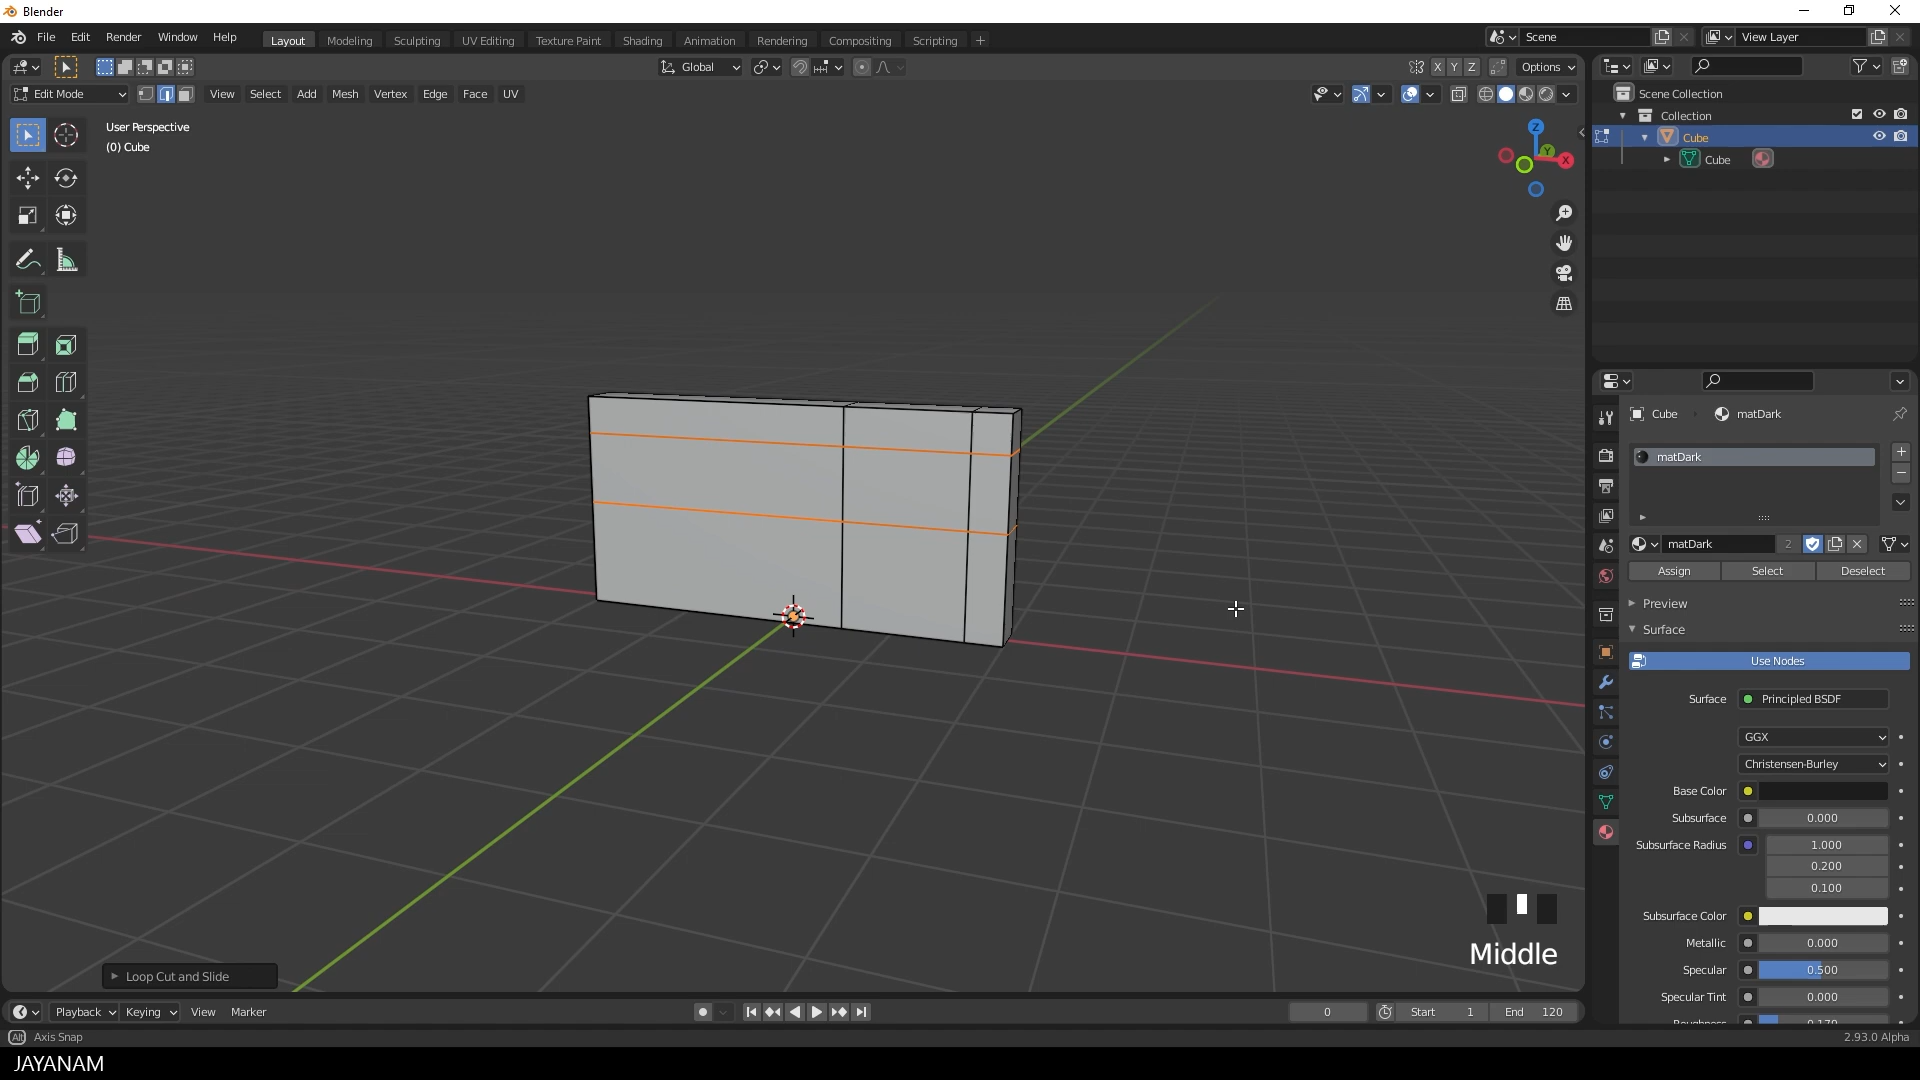 Blender
File Edit Render Window Help
Layout Modeling Sculpting UV Editing Texture Paint Shading Animation Rendering Compositing Scripting +
Scene
View Layer
Global
X Y Z
Options
Edit Mode
View Select Add Mesh Vertex Edge Face UV
User Perspective
(0) Cube
Z
Y
X
Scene Collection
Collection
Cube
Cube
Cube
matDark
matDark
matDark
2
Assign
Select
Deselect
Preview
Surface
Use Nodes
Surface
Principled BSDF
GGX
Christensen-Burley
Base Color
Subsurface
0.000
Subsurface Radius
1.000
0.200
0.100
Subsurface Color
Metallic
0.000
Specular
0.500
Specular Tint
0.000
Roughness
0.170
Middle
Loop Cut and Slide
Playback Keying View Marker
0
Start 1
End 120
Alt Axis Snap
2.93.0 Alpha
JAYANAM